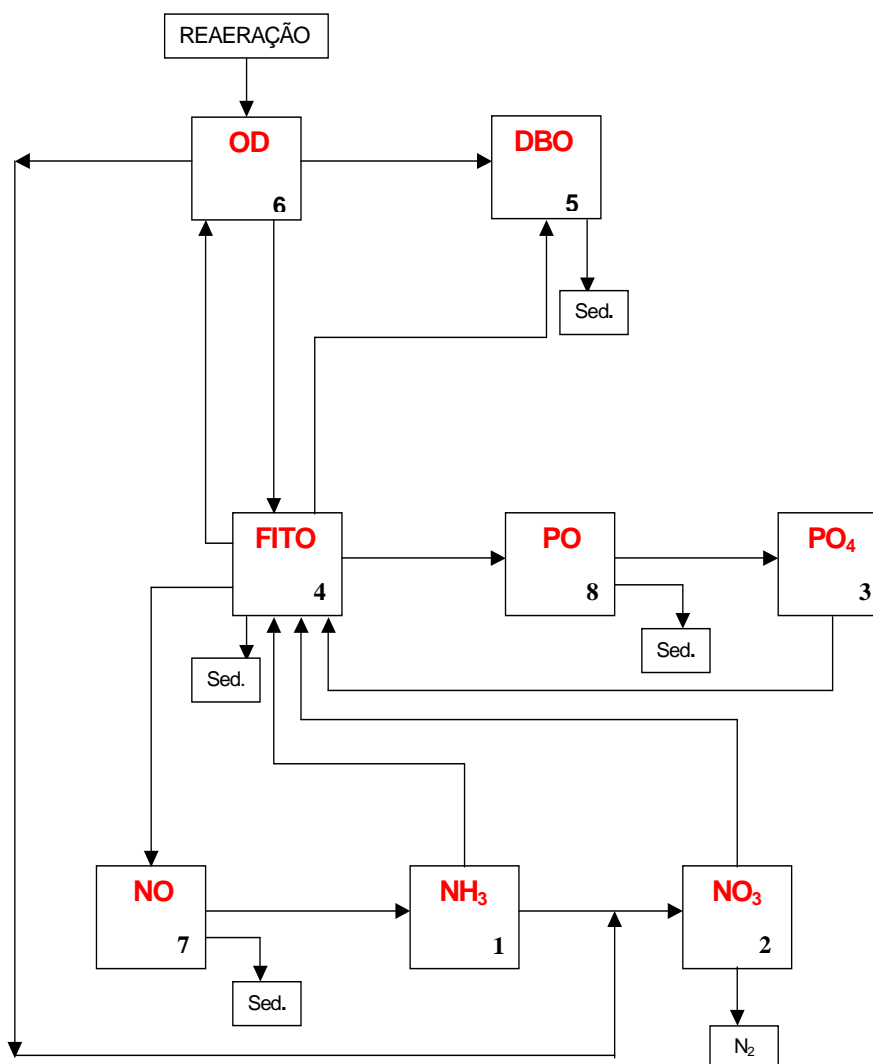 REAERAÇÃO
OD
6
DBO
5
Sed.
FITO
4
PO
8
PO₄
3
Sed.
Sed.
NO
7
NH₃
1
NO₃
2
Sed.
N₂